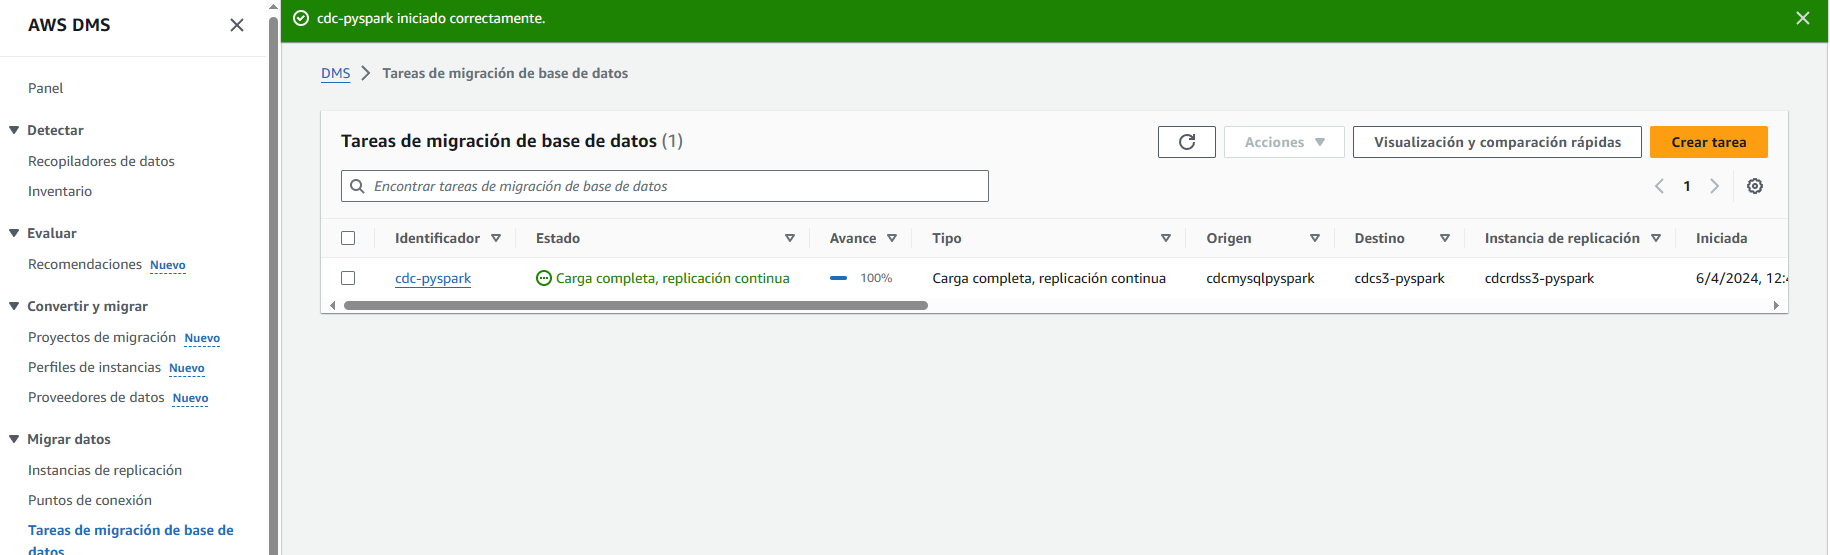 AWS DMS
Panel
Detectar
Recopiladores de datos
Inventario
Evaluar
Recomendaciones Nuevo
Convertir y migrar
Proyectos de migración Nuevo
Perfiles de instancias Nuevo
Proveedores de datos Nuevo
Migrar datos
Instancias de replicación
Puntos de conexión
Tareas de migración de base de
datos
cdc-pyspark iniciado correctamente.
DMS Tareas de migración de base de datos
Tareas de migración de base de datos (1)
Acciones
Visualización y comparación rápidas
Crear tarea
Encontrar tareas de migración de base de datos
1
Identificador Estado Avance Tipo Origen Destino Instancia de replicación Iniciada
cdc-pyspark Carga completa, replicación continua 100% Carga completa, replicación continua cdcmysqlpyspark cdcs3-pyspark cdcrdss3-pyspark 6/4/2024, 12:4